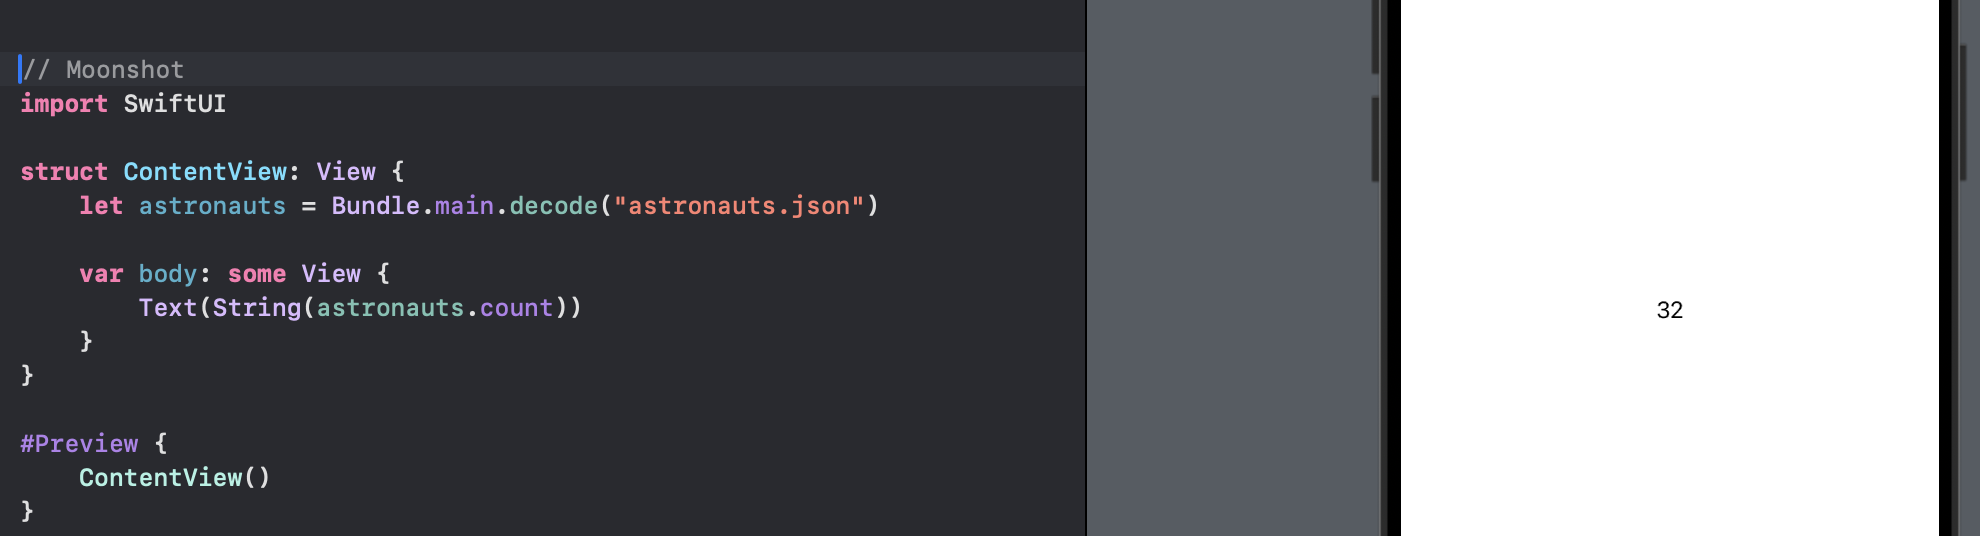 // Moonshot
import SwiftUI
struct ContentView: View {
    let astronauts = Bundle.main.decode("astronauts.json")
    var body: some View {
        Text(String(astronauts.count))
    }
}
#Preview {
    ContentView()
}
32